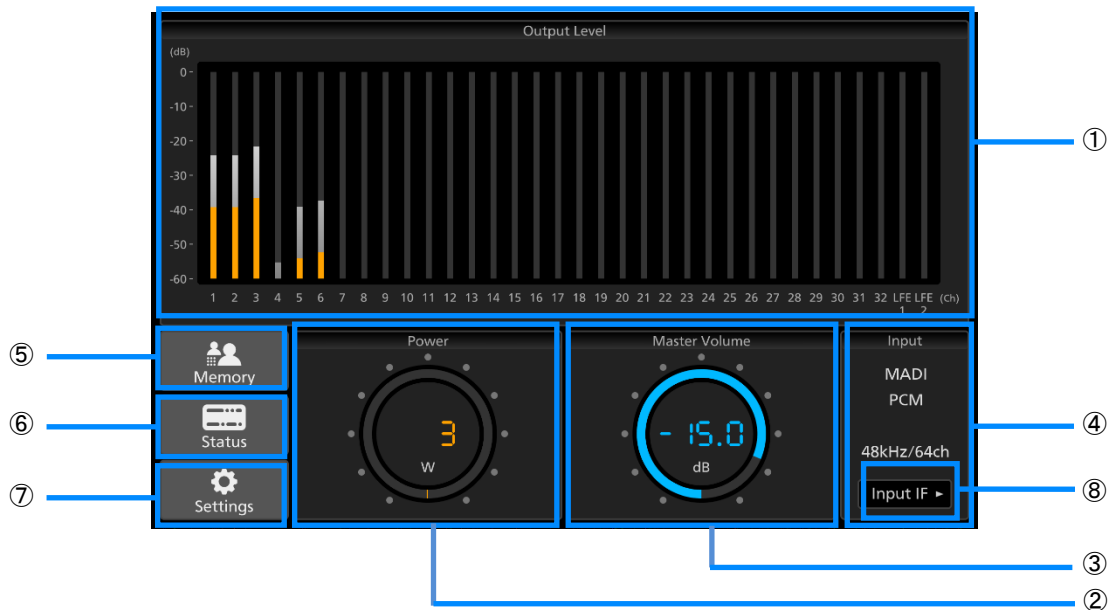 Output Level
(dB)
0-
-10-
-20-
-30-
-40-
-50-
-60-
1 2 3 4 5 6 7 8 9 10 11 12 13 14 15 16 17 18 19 20 21 22 23 24 25 26 27 28 29 30 31 32 LFE LFE (Ch)
1 2
①
⑤
Memory
⑥
Status
⑦
Settings
Power
3
W
Master Volume
-15.0
dB
Input
MADI
PCM
48kHz/64ch
Input IF ►
④
⑧
③
②